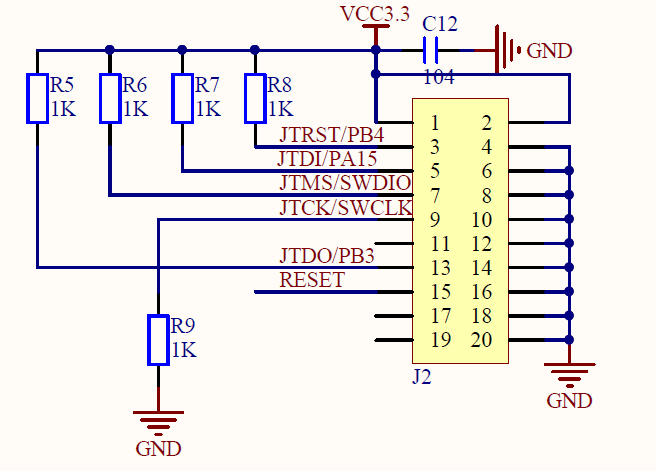 VCC3.3
C12
GND
104
R5
1K
R6
1K
R7
1K
R8
1K
JTRST/PB4
JTDI/PA15
JTMS/SWDIO
JTCK/SWCLK
JTDO/PB3
RESET
1 2
3 4
5 6
7 8
9 10
11 12
13 14
15 16
17 18
19 20
R9
1K
J2
GND
GND